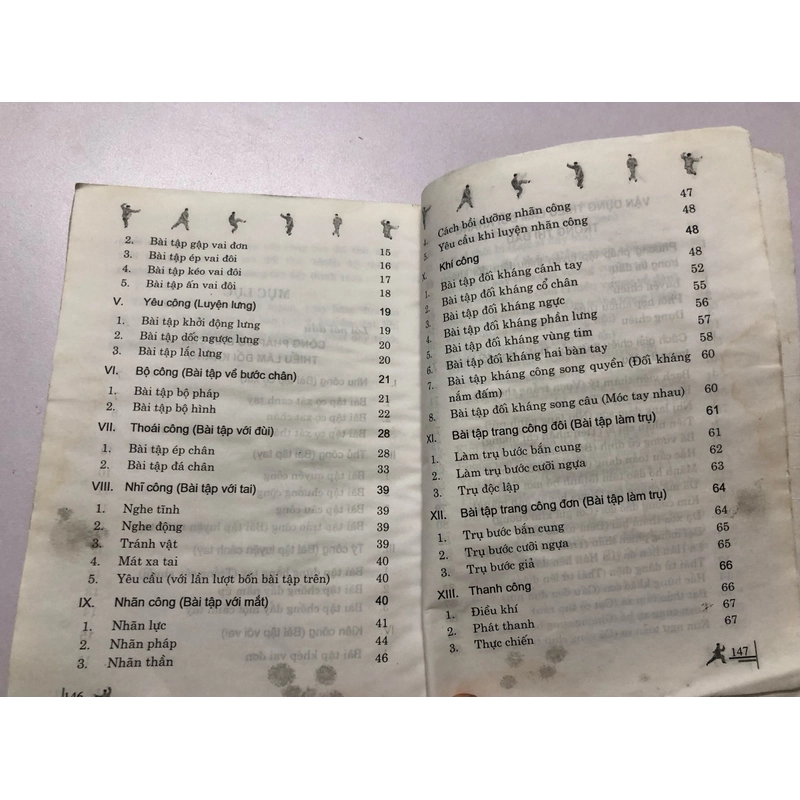 2. Bài tập gập vai đơn 15
3. Bài tập ép vai đôi 16
4. Bài tập kéo vai đôi 17
5. Bài tập ấn vai đội 18
V. Yêu công (Luyện lưng) 19
1. Bài tập khởi động lưng 19
2. Bài tập dốc ngược lưng 20
3. Bài tập lắc lưng 20
VI. Bộ công (Bài tập về bước chân) 21
1. Bài tập bộ pháp 21
2. Bài tập bộ hình 22
VII. Thoái công (Bài tập với đùi) 28
1. Bài tập ép chân 28
2. Bài tập đá chân 33
VIII. Nhĩ công (Bài tập với tai) 39
1. Nghe tĩnh 39
2. Nghe động 39
3. Tránh vật 39
4. Mát xa tai 40
5. Yêu cầu (với lần lượt bốn bài tập trên) 40
IX. Nhãn công (Bài tập với mắt) 40
1. Nhãn lực 41
2. Nhãn pháp 44
3. Nhãn thần 46
146
4. Cách bồi dưỡng nhãn công 47
5. Yêu cầu khi luyện nhãn công 48
X. Khí công 48
1. Bài tập đối kháng cánh tay 48
2. Bài tập đối kháng cổ chân 52
3. Bài tập đối kháng ngực 55
4. Bài tập đối kháng phần lưng 56
5. Bài tập đối kháng vùng tim 57
6. Bài tập đối kháng hai bàn tay 58
7. Bài tập kháng công song quyền (Đối kháng 60
nắm đấm)
8. Bài tập đối kháng song câu (Móc tay nhau) 60
XI. Bài tập trang công đôi (Bài tập làm trụ) 61
1. Làm trụ bước bắn cung 61
2. Làm trụ bước cưỡi ngựa 62
3. Trụ độc lập 63
XII. Bài tập trang công đơn (Bài tập làm trụ) 64
1. Trụ bước bắn cung 64
2. Trụ bước cưỡi ngựa 65
3. Trụ bước giả 65
XIII. Thanh công 66
1. Điều khí 66
2. Phát thanh 67
3. Thực chiến 67
147